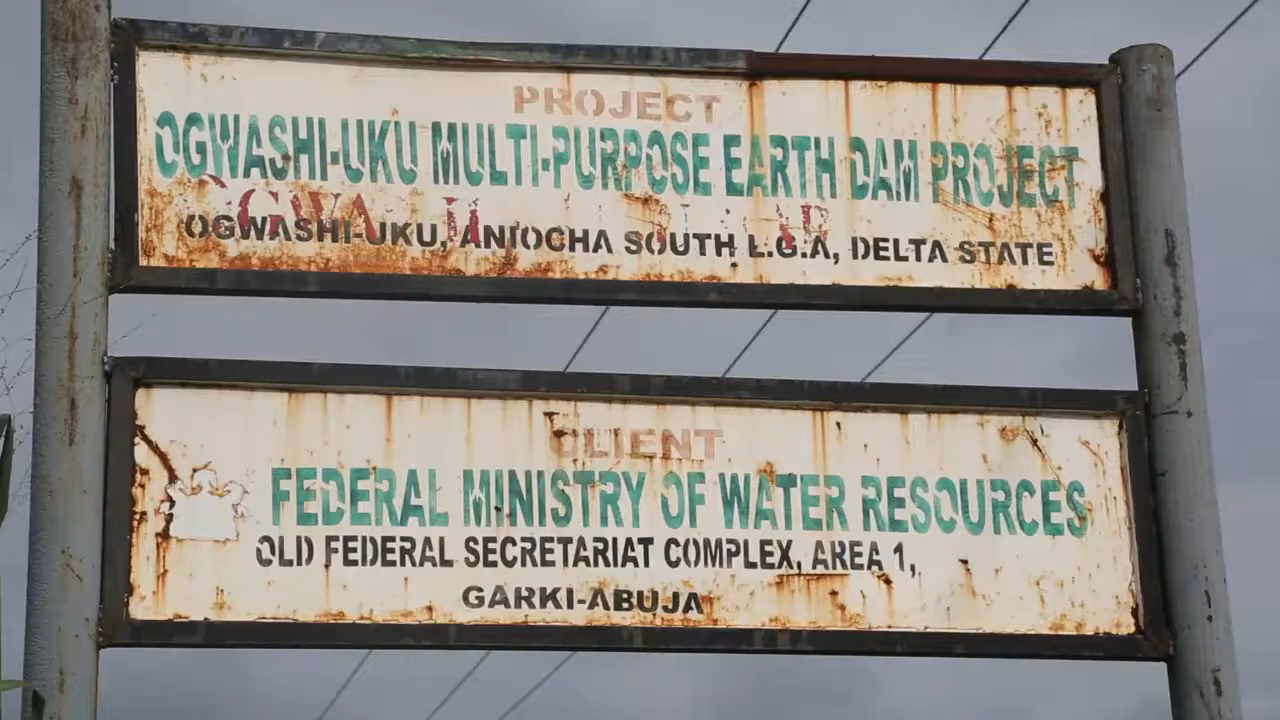 PROJECT
OGWASHI-UKU MULTI-PURPOSE EARTH DAM PROJECT
OGWASHI-UKU, ANIOCHA SOUTH L.G.A, DELTA STATE
CLIENT
FEDERAL MINISTRY OF WATER RESOURCES
OLD FEDERAL SECRETARIAT COMPLEX, AREA 1,
GARKI-ABUJA